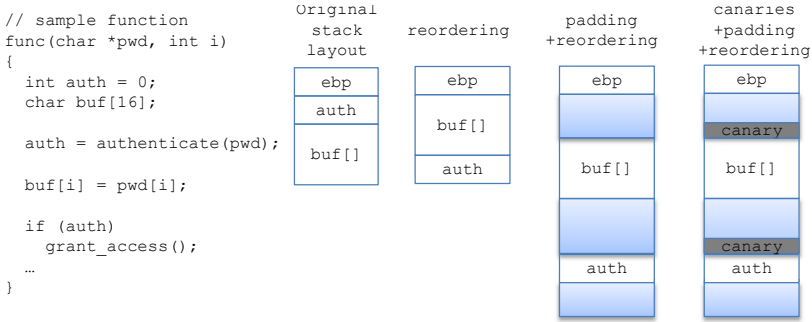 // sample function
func(char *pwd, int i)
{
int auth = 0;
char buf[16];
auth = authenticate(pwd);
buf[i] = pwd[i];
if (auth)
grant_access();
…
}
Original
stack
layout
ebp
auth
buf[]
reordering
ebp
buf[]
auth
padding
+reordering
ebp
buf[]
auth
canaries
+padding
+reordering
ebp
canary
buf[]
canary
auth